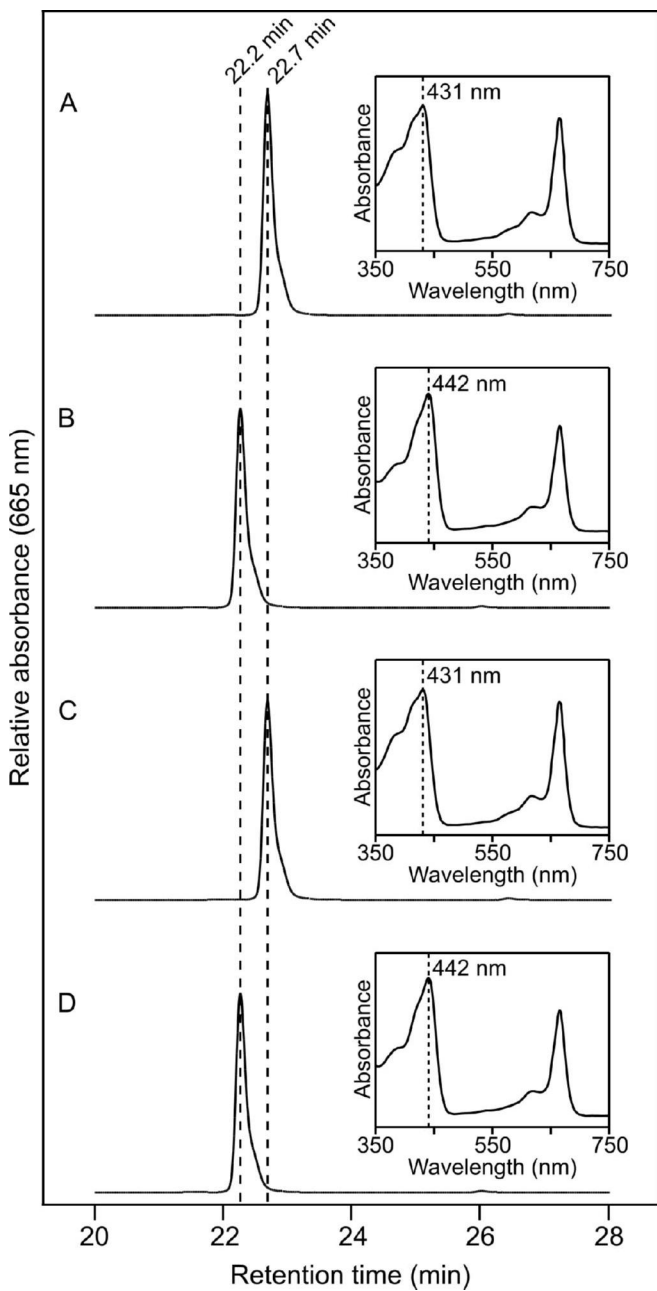 22.2 min
22.7 min
Relative absorbance (665 nm)
A
431 nm
Absorbance
350 550 750
Wavelength (nm)
B
442 nm
Absorbance
350 550 750
Wavelength (nm)
C
431 nm
Absorbance
350 550 750
Wavelength (nm)
D
442 nm
Absorbance
350 550 750
Wavelength (nm)
20 22 24 26 28
Retention time (min)